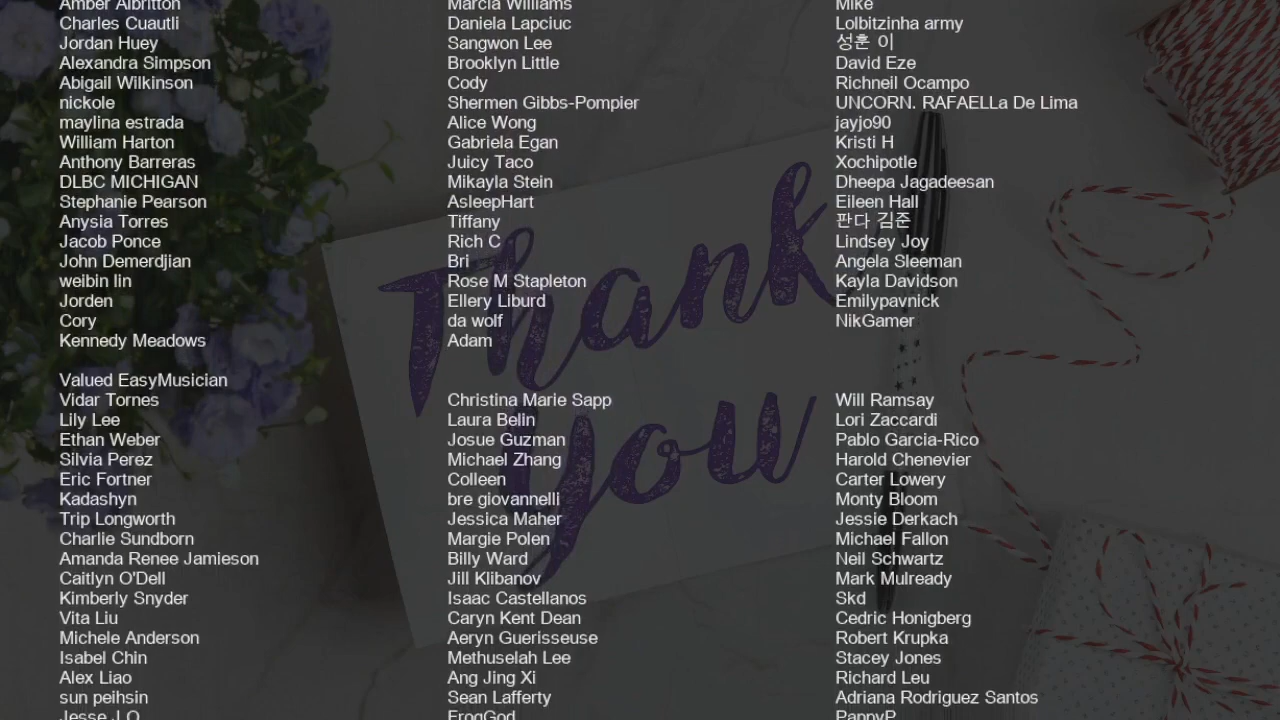 Amber Albritton
Charles Cuautli
Jordan Huey
Alexandra Simpson
Abigail Wilkinson
nickole
maylina estrada
William Harton
Anthony Barreras
DLBC MICHIGAN
Stephanie Pearson
Anysia Torres
Jacob Ponce
John Demerdjian
weibin lin
Jorden
Cory
Kennedy Meadows
Marcia Williams
Daniela Lapciuc
Sangwon Lee
Brooklyn Little
Cody
Shermen Gibbs-Pompier
Alice Wong
Gabriela Egan
Juicy Taco
Mikayla Stein
AsleepHart
Tiffany
Rich C
Bri
Rose M Stapleton
Ellery Liburd
da wolf
Adam
Mike
Lolbitzinha army
성훈 이
David Eze
Richneil Ocampo
UNCORN. RAFAELLa De Lima
jayjo90
Kristi H
Xochipotle
Dheepa Jagadeesan
Eileen Hall
판다 김준
Lindsey Joy
Angela Sleeman
Kayla Davidson
Emilypavnick
NikGamer
Valued EasyMusician
Vidar Tornes
Lily Lee
Ethan Weber
Silvia Perez
Eric Fortner
Kadashyn
Trip Longworth
Charlie Sundborn
Amanda Renee Jamieson
Caitlyn O'Dell
Kimberly Snyder
Vita Liu
Michele Anderson
Isabel Chin
Alex Liao
sun peihsin
Jesse J.O.
Christina Marie Sapp
Laura Belin
Josue Guzman
Michael Zhang
Colleen
bre giovannelli
Jessica Maher
Margie Polen
Billy Ward
Jill Klibanov
Isaac Castellanos
Caryn Kent Dean
Aeryn Guerisseuse
Methuselah Lee
Ang Jing Xi
Sean Lafferty
FrogGod
Will Ramsay
Lori Zaccardi
Pablo Garcia-Rico
Harold Chenevier
Carter Lowery
Monty Bloom
Jessie Derkach
Michael Fallon
Neil Schwartz
Mark Mulready
Skd
Cedric Honigberg
Robert Krupka
Stacey Jones
Richard Leu
Adriana Rodriguez Santos
PappyP
Thank
you